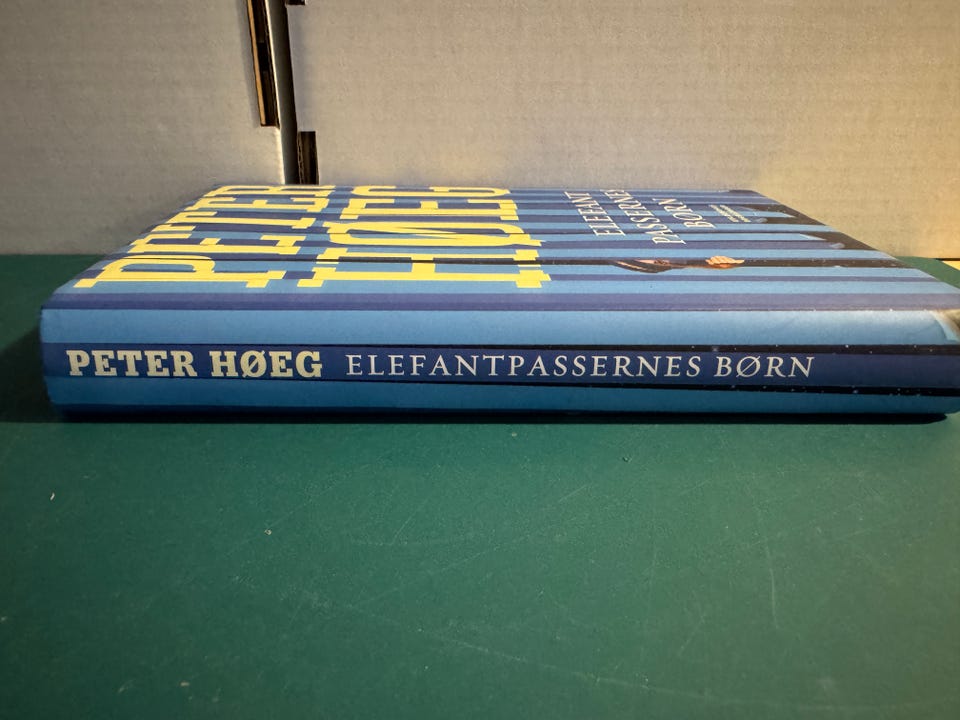 PETER
HØEG
ELEFANT
PASSERNES
BØRN
PETER HØEG ELEFANTPASSERNES BØRN